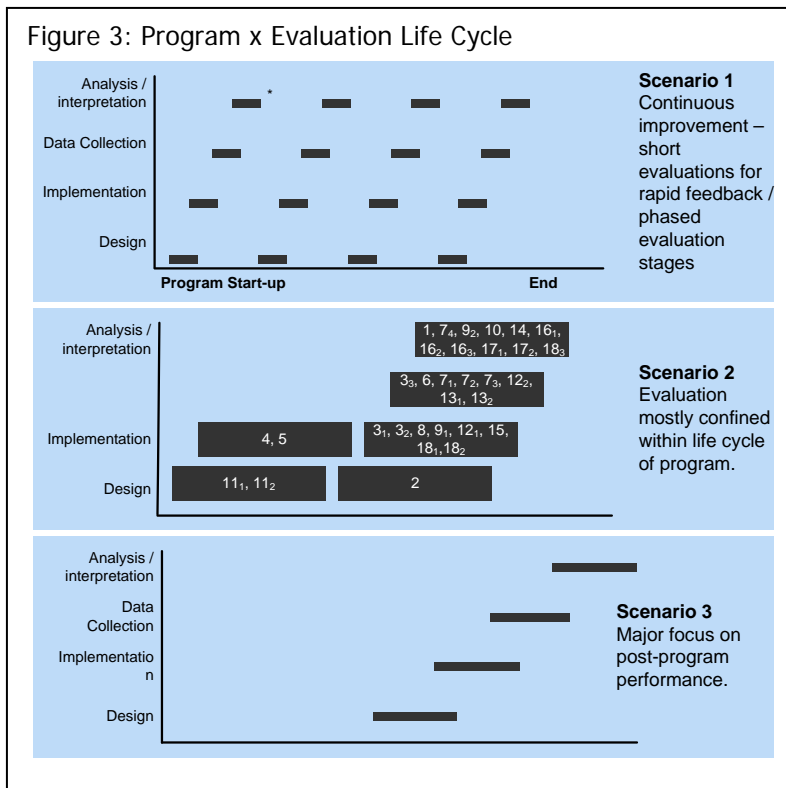 Figure 3: Program x Evaluation Life Cycle
Analysis /
interpretation
*
Data Collection
Implementation
Design
Program Start-up
End
Scenario 1
Continuous
improvement –
short
evaluations for
rapid feedback /
phased
evaluation
stages
Analysis /
interpretation
1, 7₄, 9₂, 10, 14, 16₁,
16₂, 16₃, 17₁, 17₂, 18₃
3₃, 6, 7₁, 7₂, 7₃, 12₂,
13₁, 13₂
Implementation
4, 5
3₁, 3₂, 8, 9₁, 12₁, 15,
18₁,18₂
Design
11₁, 11₂
2
Scenario 2
Evaluation
mostly confined
within life cycle
of program.
Analysis /
interpretation
Data
Collection
Implementatio
n
Design
Scenario 3
Major focus on
post-program
performance.